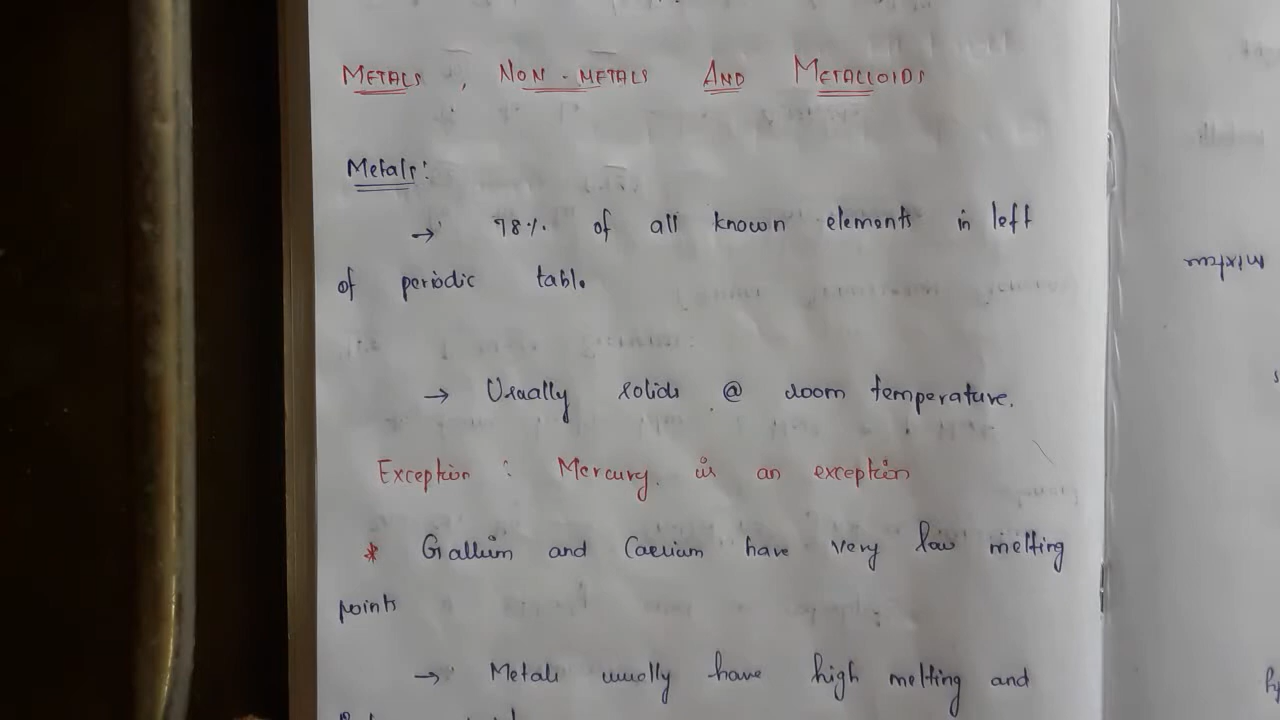 METALS , NON-METALS AND METALLOIDS
Metals:
→ 78% of all known elements in left
of periodic table
→ Usually solids @ room temperature.
Exception : Mercury is an exception
* Gallium and Caesium have very low melting
points
→ Metals usually have high melting and
mixture